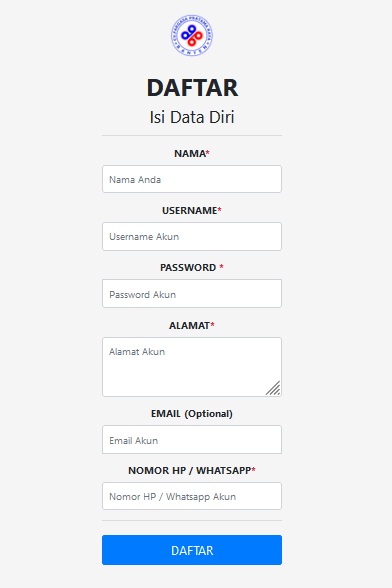 DAFTAR
Isi Data Diri
NAMA*
Nama Anda
USERNAME*
Username Akun
PASSWORD *
Password Akun
ALAMAT*
Alamat Akun
EMAIL (Optional)
Email Akun
NOMOR HP / WHATSAPP*
Nomor HP / Whatsapp Akun
DAFTAR